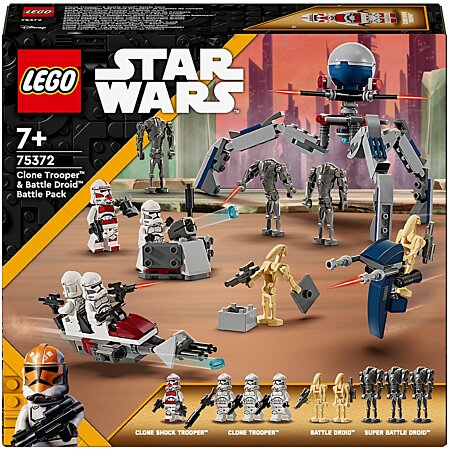 LEGO
STAR
WARS
7+
75372
Clone Trooper™
& Battle Droid™
Battle Pack
CLONE SHOCK TROOPER™
CLONE TROOPER™
BATTLE DROID™
SUPER BATTLE DROID™